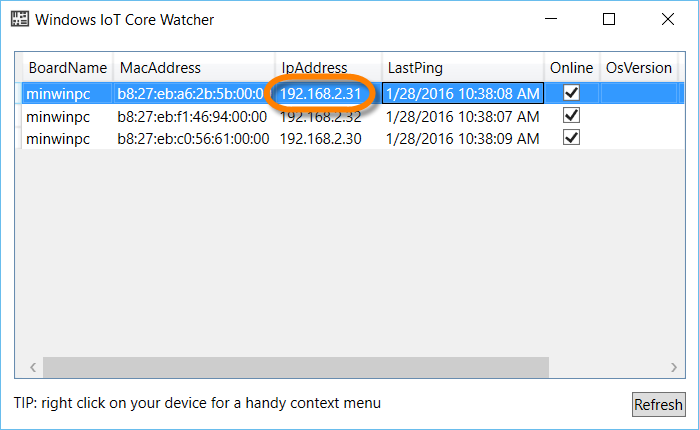 Windows IoT Core Watcher
BoardName MacAddress IpAddress LastPing Online OsVersion
minwinpc b8:27:eb:a6:2b:5b:00:00 192.168.2.31 1/28/2016 10:38:08 AM
minwinpc b8:27:eb:f1:46:94:00:00 192.168.2.32 1/28/2016 10:38:07 AM
minwinpc b8:27:eb:c0:56:61:00:00 192.168.2.30 1/28/2016 10:38:09 AM
TIP: right click on your device for a handy context menu
Refresh